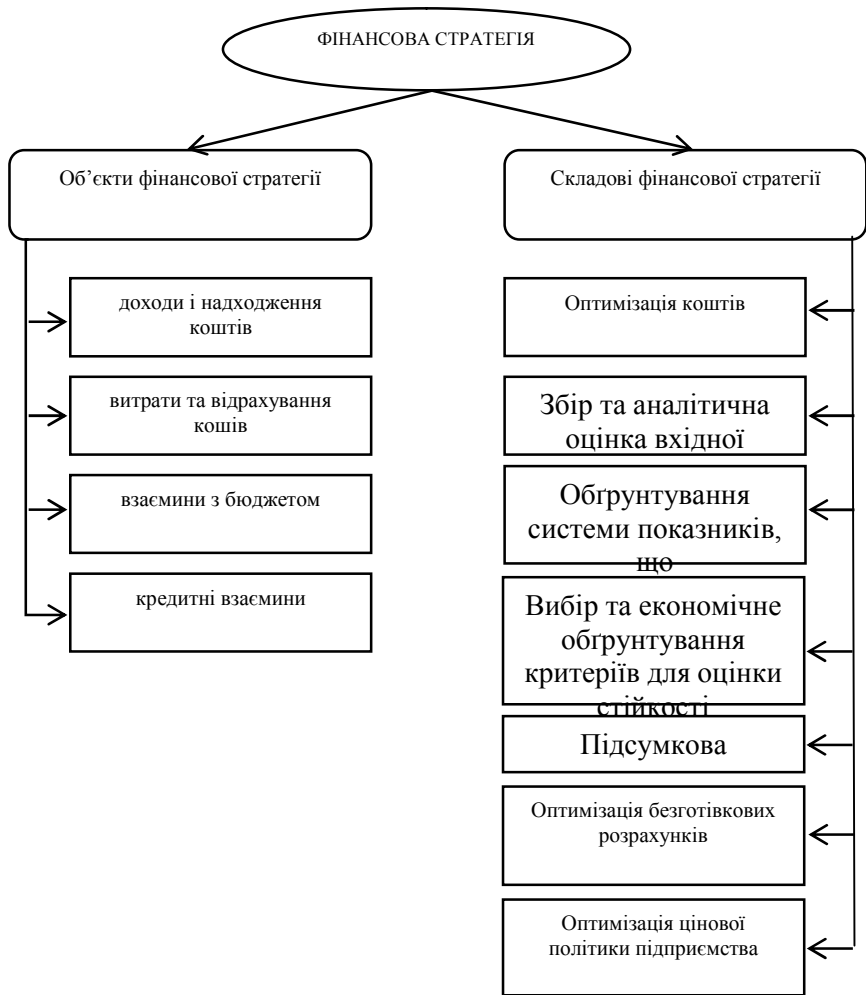 ФІНАНСОВА СТРАТЕГІЯ
Об’єкти фінансової стратегії
доходи і надходження
коштів
витрати та відрахування
кошів
взаємини з бюджетом
кредитні взаємини
Складові фінансової стратегії
Оптимізація коштів
Збір та аналітична
оцінка вхідної
Обґрунтування
системи показників,
що
Вибір та економічне
обґрунтування
критеріїв для оцінки
стійкості
Підсумкова
Оптимізація безготівкових
розрахунків
Оптимізація цінової
політики підприємства